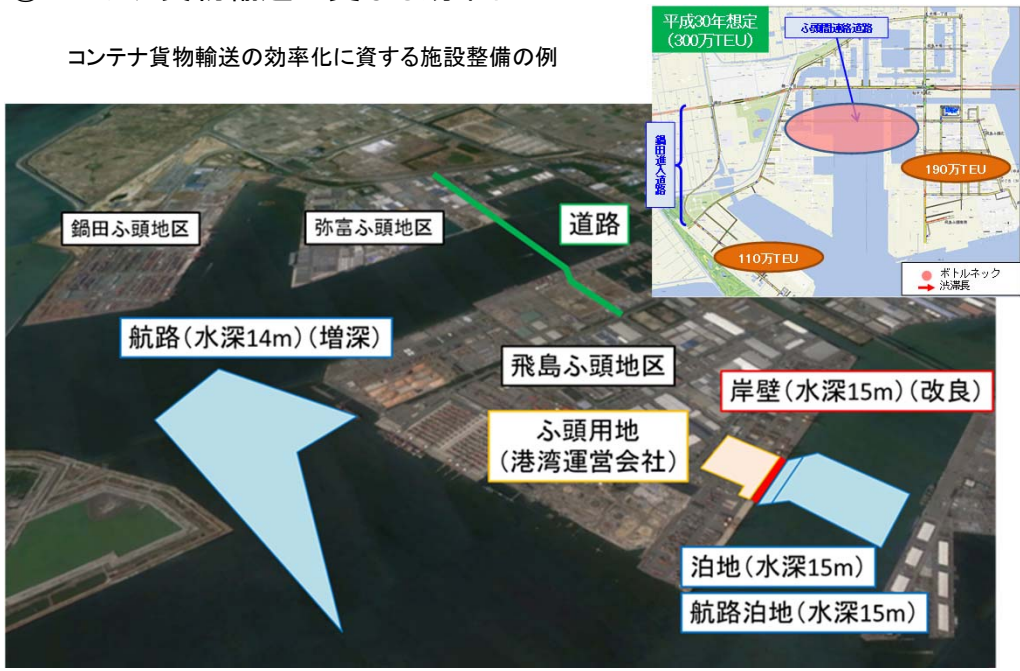 コンテナ貨物輸送の効率化に資する施設整備の例
平成30年想定
(300万TEU)
ふ頭間連絡道路
鍋田進入道路
190万TEU
110万TEU
ボトルネック
渋滞長
鍋田ふ頭地区
弥富ふ頭地区
道路
航路(水深14m)(増深)
飛島ふ頭地区
岸壁(水深15m)(改良)
ふ頭用地
(港湾運営会社)
泊地(水深15m)
航路泊地(水深15m)